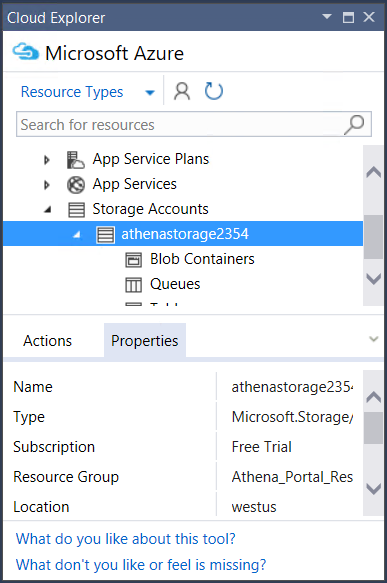 Cloud Explorer
Microsoft Azure
Resource Types
Search for resources
App Service Plans
App Services
Storage Accounts
athenastorage2354
Blob Containers
Queues
Actions Properties
Name athenastorage2354
Type Microsoft.Storage/
Subscription Free Trial
Resource Group Athena_Portal_Res
Location westus
What do you like about this tool?
What don't you like or feel is missing?